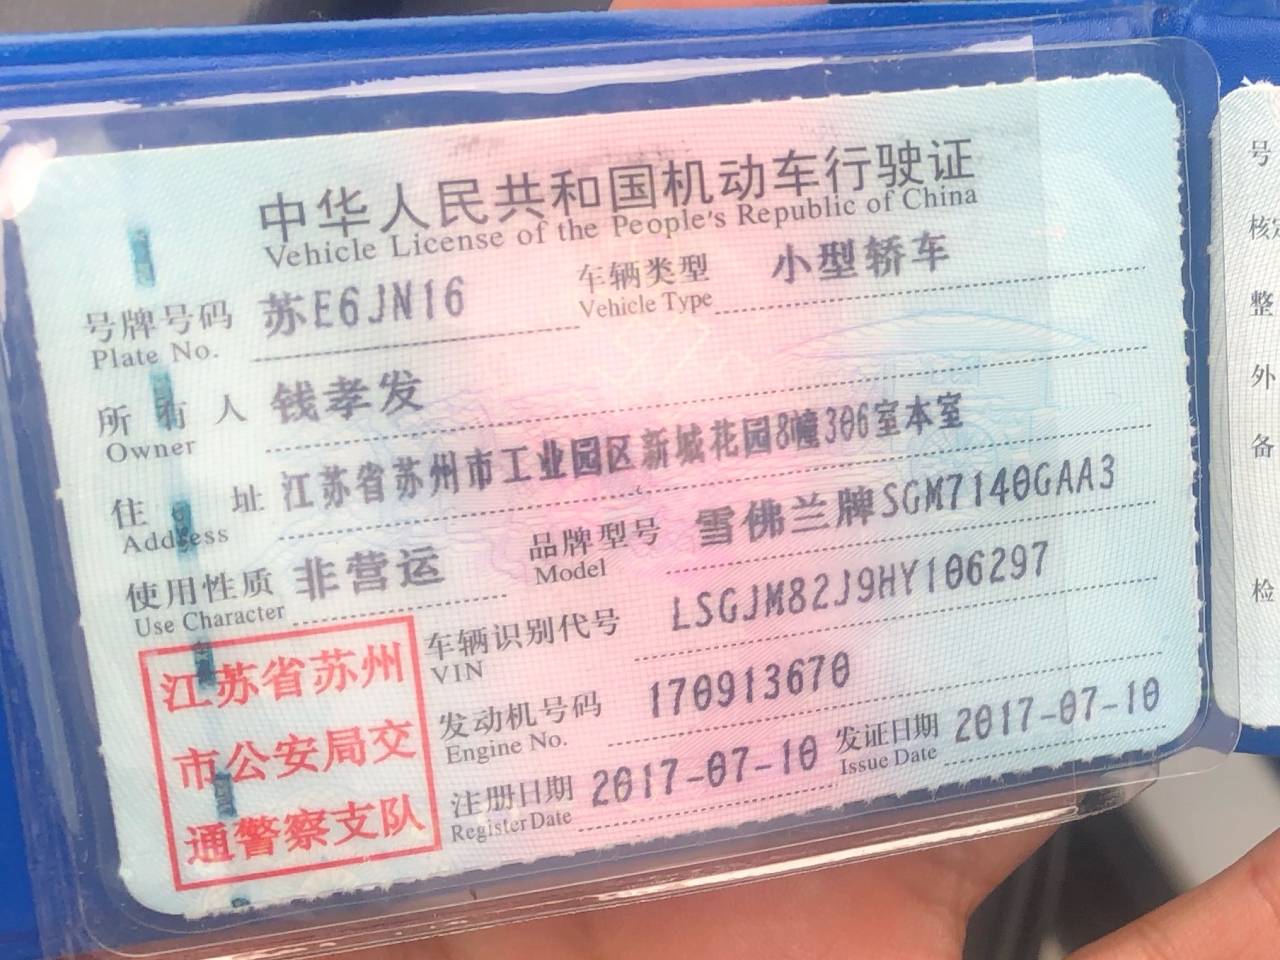 中华人民共和国机动车行驶证
Vehicle License of the People's Republic of China
号牌号码 苏E6JN16 车辆类型 小型轿车
Plate No. Vehicle Type
所有人 钱孝发
Owner
住址 江苏省苏州市工业园区新城花园8幢306室本室
Address
使用性质 非营运 品牌型号 雪佛兰牌SGM7140GAA3
Use Character Model
车辆识别代号 LSGJM82J9HY106297
VIN
发动机号码 170913670
Engine No.
注册日期 2017-07-10 发证日期 2017-07-10
Register Date Issue Date
江苏省苏州
市公安局交
通警察支队
号
核定
整
外
备
检